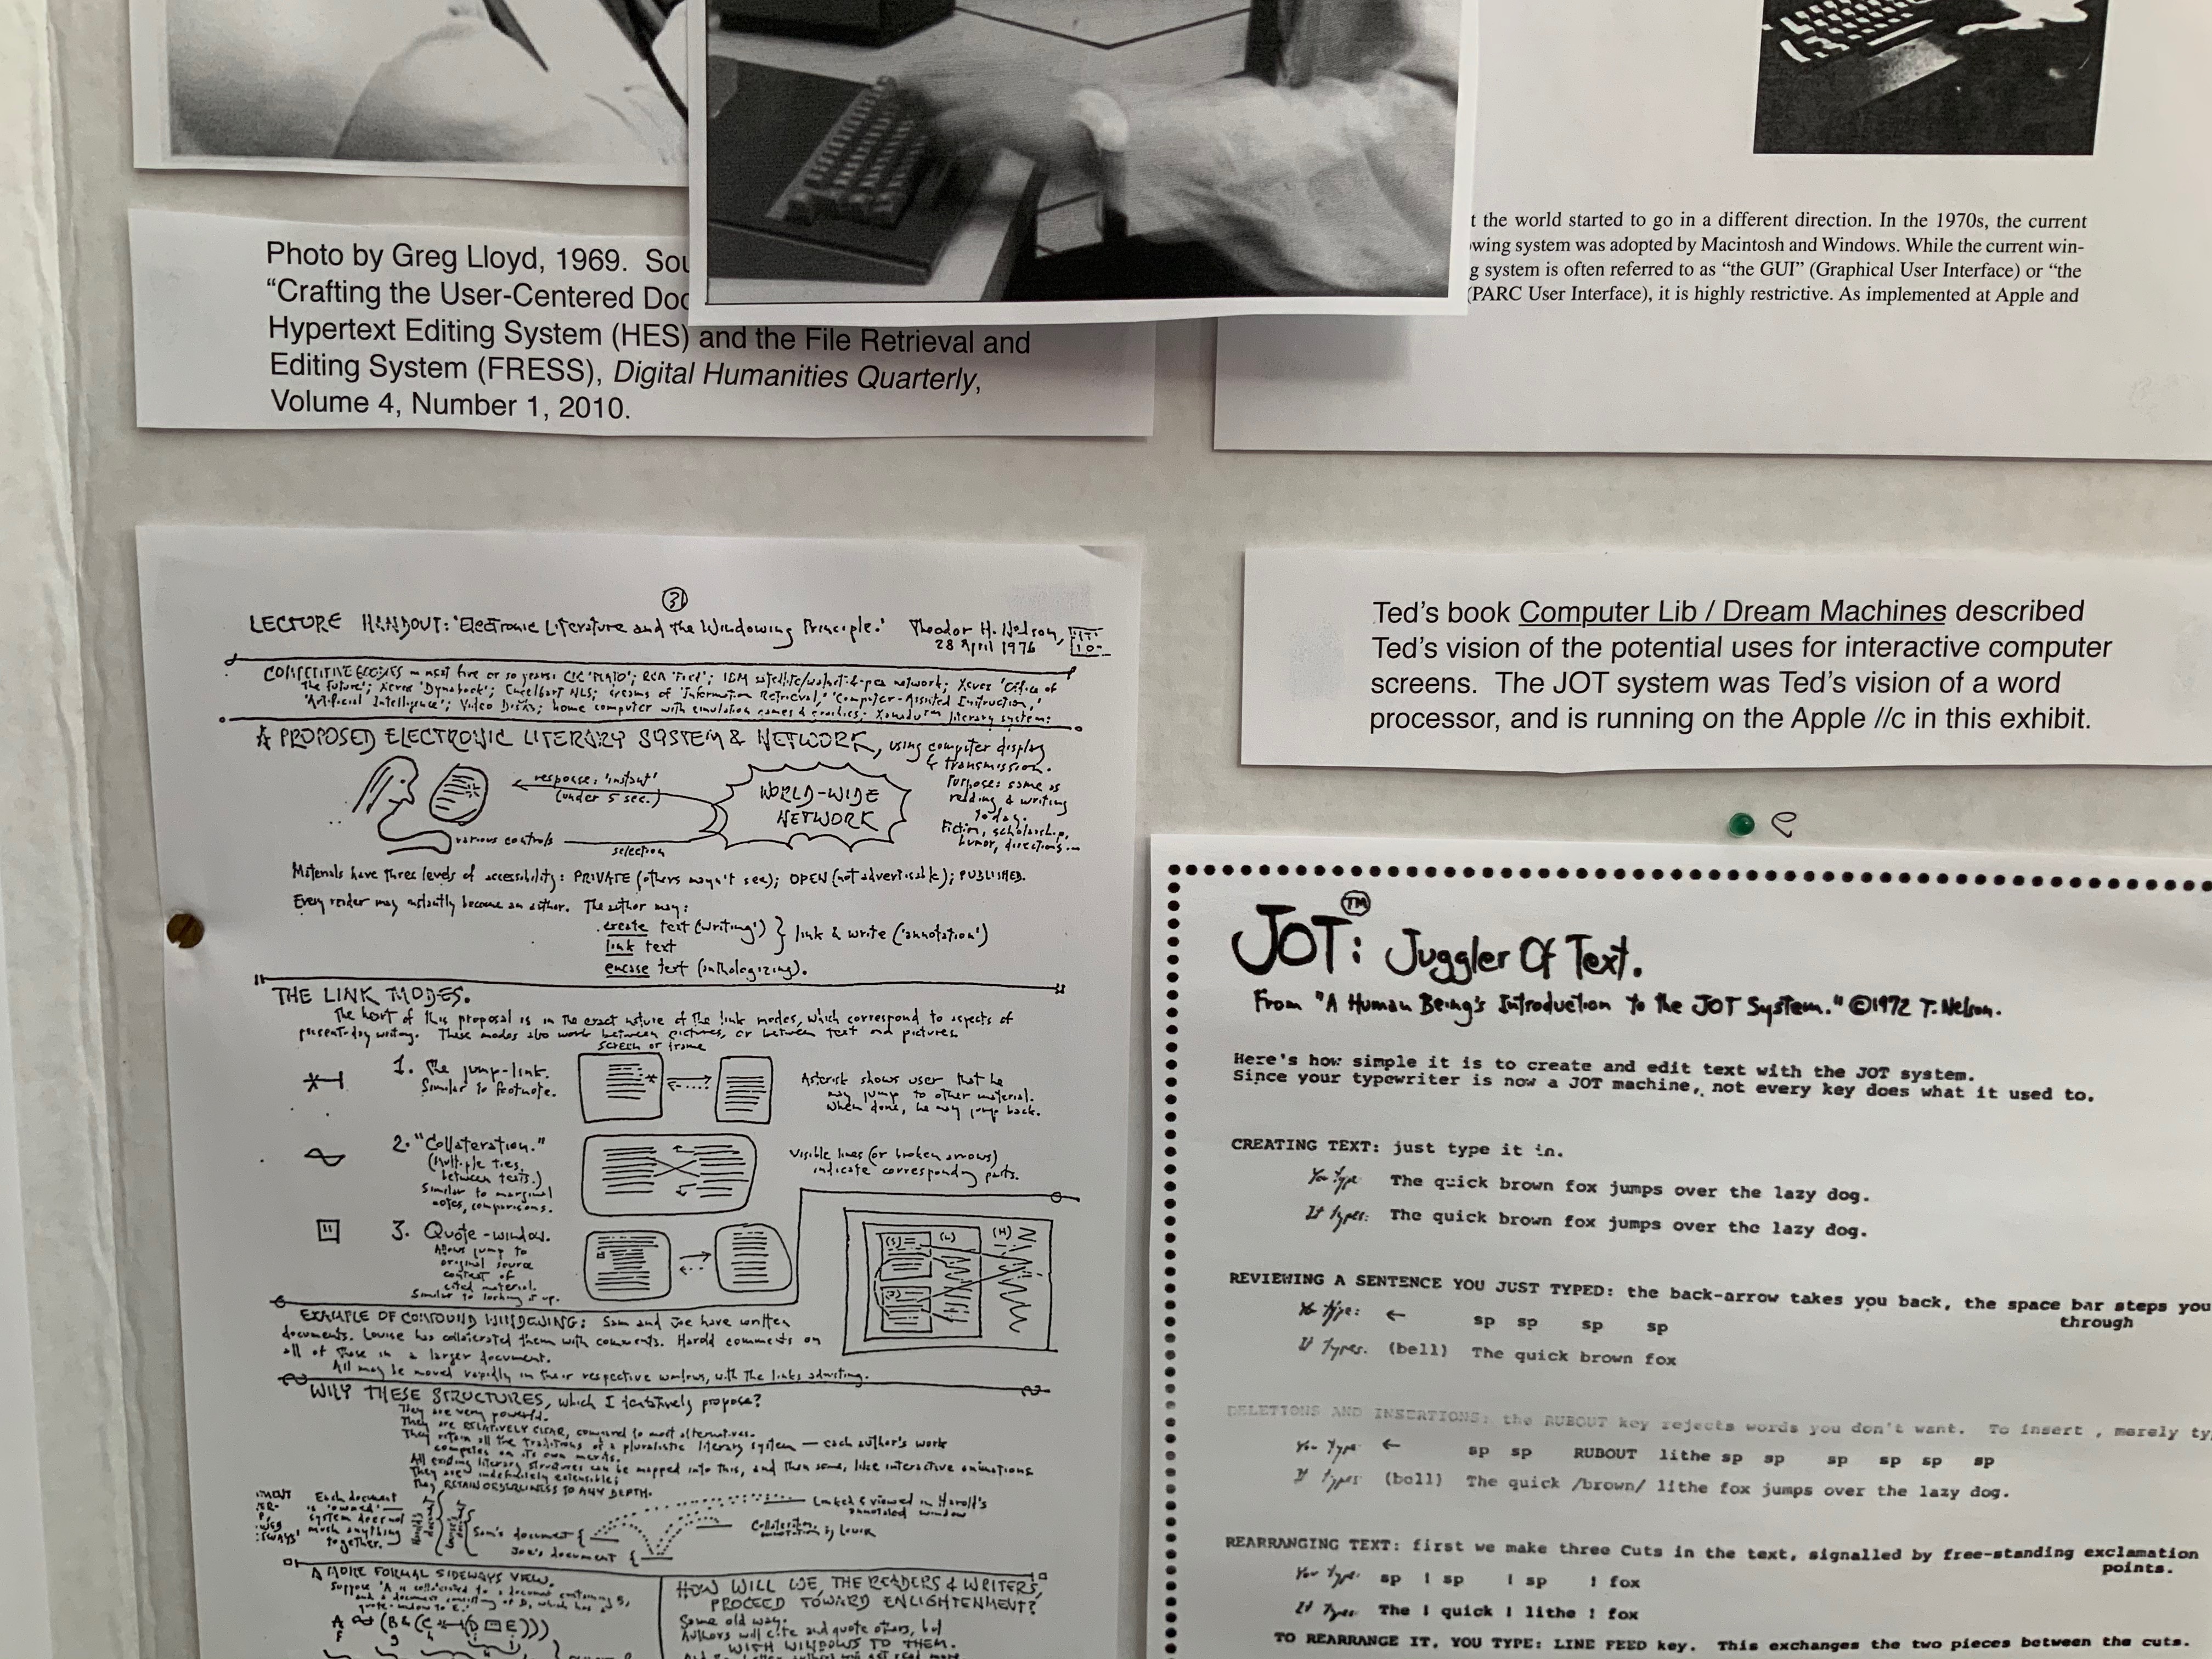 Photo by Greg Lloyd, 1969. Sou
“Crafting the User-Centered Doc
Hypertext Editing System (HES) and the File Retrieval and
Editing System (FRESS), Digital Humanities Quarterly,
Volume 4, Number 1, 2010.
t the world started to go in a different direction. In the 1970s, the current
wing system was adopted by Macintosh and Windows. While the current win-
g system is often referred to as “the GUI” (Graphical User Interface) or “the
(PARC User Interface), it is highly restrictive. As implemented at Apple and
Ted’s book Computer Lib / Dream Machines described
Ted’s vision of the potential uses for interactive computer
screens. The JOT system was Ted’s vision of a word
processor, and is running on the Apple //c in this exhibit.
LECTURE HANDOUT: 'Electronic Literature and the Windowing Principle.' Theodor H. Nelson,
28 April 1976
COMPETITIVE — next five or so years: 'PLATO'; RCA ; IBM network; Xerox 'Office of
the Future'; Xerox 'Dynabook'; Engelbart NLS; dreams of 'Information Retrieval,' 'Computer-Assisted Instruction,'
'Artificial Intelligence'; Video Disks; home computer with simulation games & ; Xanadu™ literary system:
A PROPOSED ELECTRONIC LITERARY SYSTEM & NETWORK, using computer display
& transmission.
Purpose: same as
reading & writing
today.
Fiction, scholarship,
humor, directions...
response: 'instant'
(under 5 sec.)
WORLD-WIDE
NETWORK
various controls
selection
Materials have three levels of accessibility: PRIVATE (others mayn't see); OPEN (not advertisable); PUBLISHED.
Every reader may instantly become an author. The author may:
create text (writing')
link text
} link & write ('annotation')
encase text (anthologizing).
THE LINK MODES.
The heart of this proposal is in the exact nature of the link modes, which correspond to aspects of
present-day writing. These modes also work between pictures, or between text and pictures.
screen or frame
1. The jump-link.
Similar to footnote.
Asterisk shows user that he
may jump to other material.
When done, he may jump back.
2. "Collateration."
(Multiple ties
between texts.)
Similar to marginal
notes, comparisons.
Visible lines (or broken arrows)
indicate corresponding parts.
3. Quote-window.
Allows jump to
original source
context of
cited material.
Similar to looking it up.
(S)
(L)
(H)
(J)
EXAMPLE OF COMPOUND WINDOWING: Sam and Joe have written
documents. Louise has collaterated them with comments. Harold comments on
all of these in a larger document.
All may be moved rapidly in their respective windows, with the links adjusting.
WHY THESE STRUCTURES, which I tentatively propose?
They are very powerful.
They are RELATIVELY CLEAR, compared to most alternatives.
They retain all the traditions of a pluralistic literary system — each author's work
competes on its own merits.
All existing literary structures can be mapped into this, and then some, like interactive animations
They are indefinitely extensible;
They RETAIN ORDERLINESS TO ANY DEPTH.
Each document
is 'owned' —
system does not
mash anything
together.
Sam's document {
Joe's document {
Linked & viewed in Harold's
annotated window
Collateration by Louise
A MORE FORMAL SIDEWAYS VIEW.
Suppose 'A is collaterated to a document containing B,
and a document consisting of D, which has a
quote-window to E.'
HOW WILL WE, THE READERS & WRITERS,
PROCEED TOWARD ENLIGHTENMENT?
Same old way.
Authors will cite and quote others, but
WITH WINDOWS TO THEM.
JOT:™ Juggler Of Text.
From "A Human Being's Introduction to the JOT System." ©1972 T. Nelson.
Here's how simple it is to create and edit text with the JOT system.
Since your typewriter is now a JOT machine, not every key does what it used to.
CREATING TEXT: just type it in.
You type The quick brown fox jumps over the lazy dog.
It types: The quick brown fox jumps over the lazy dog.
REVIEWING A SENTENCE YOU JUST TYPED: the back-arrow takes you back, the space bar steps you
through
You type: ← sp sp sp sp
It types. (bell) The quick brown fox
DELETIONS AND INSERTIONS: the RUBOUT key rejects words you don't want. To insert , merely ty
You type ← sp sp RUBOUT lithe sp sp sp sp sp sp
It types (bell) The quick /brown/ lithe fox jumps over the lazy dog.
REARRANGING TEXT: first we make three Cuts in the text, signalled by free-standing exclamation
points.
You type: sp ! sp ! sp ! fox
It types The ! quick ! lithe ! fox
TO REARRANGE IT, YOU TYPE: LINE FEED key. This exchanges the two pieces between the cuts.